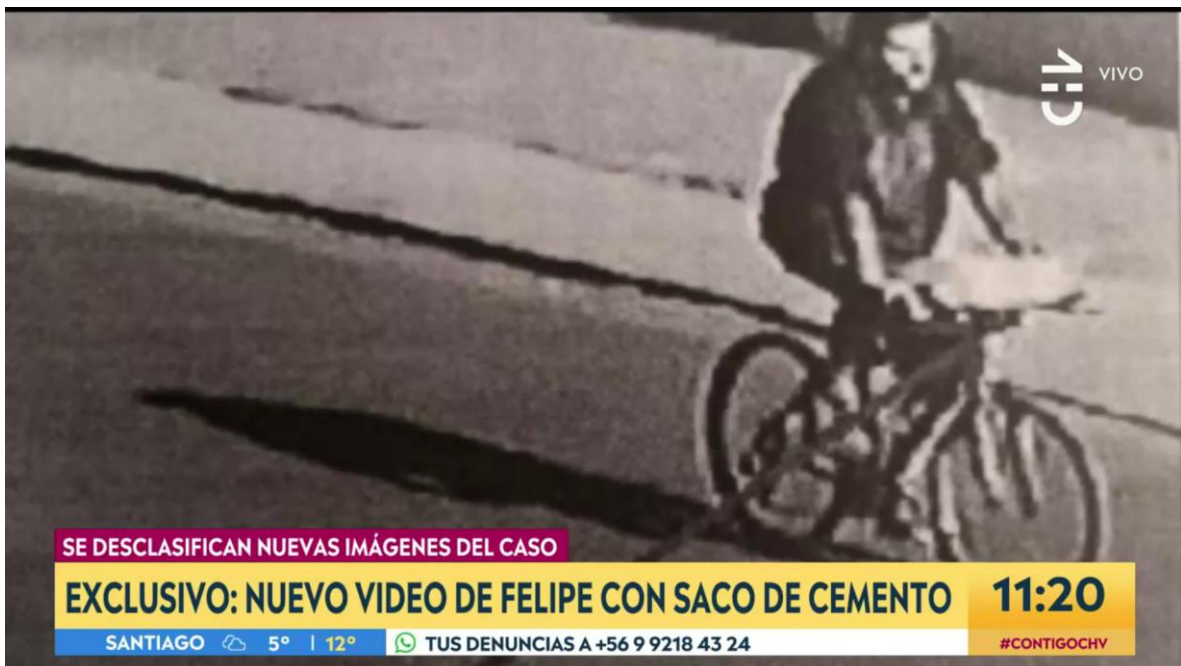 CHV
VIVO
SE DESCLASIFICAN NUEVAS IMÁGENES DEL CASO
EXCLUSIVO: NUEVO VIDEO DE FELIPE CON SACO DE CEMENTO
11:20
SANTIAGO 5° | 12°
TUS DENUNCIAS A +56 9 9218 43 24
#CONTIGOCHV